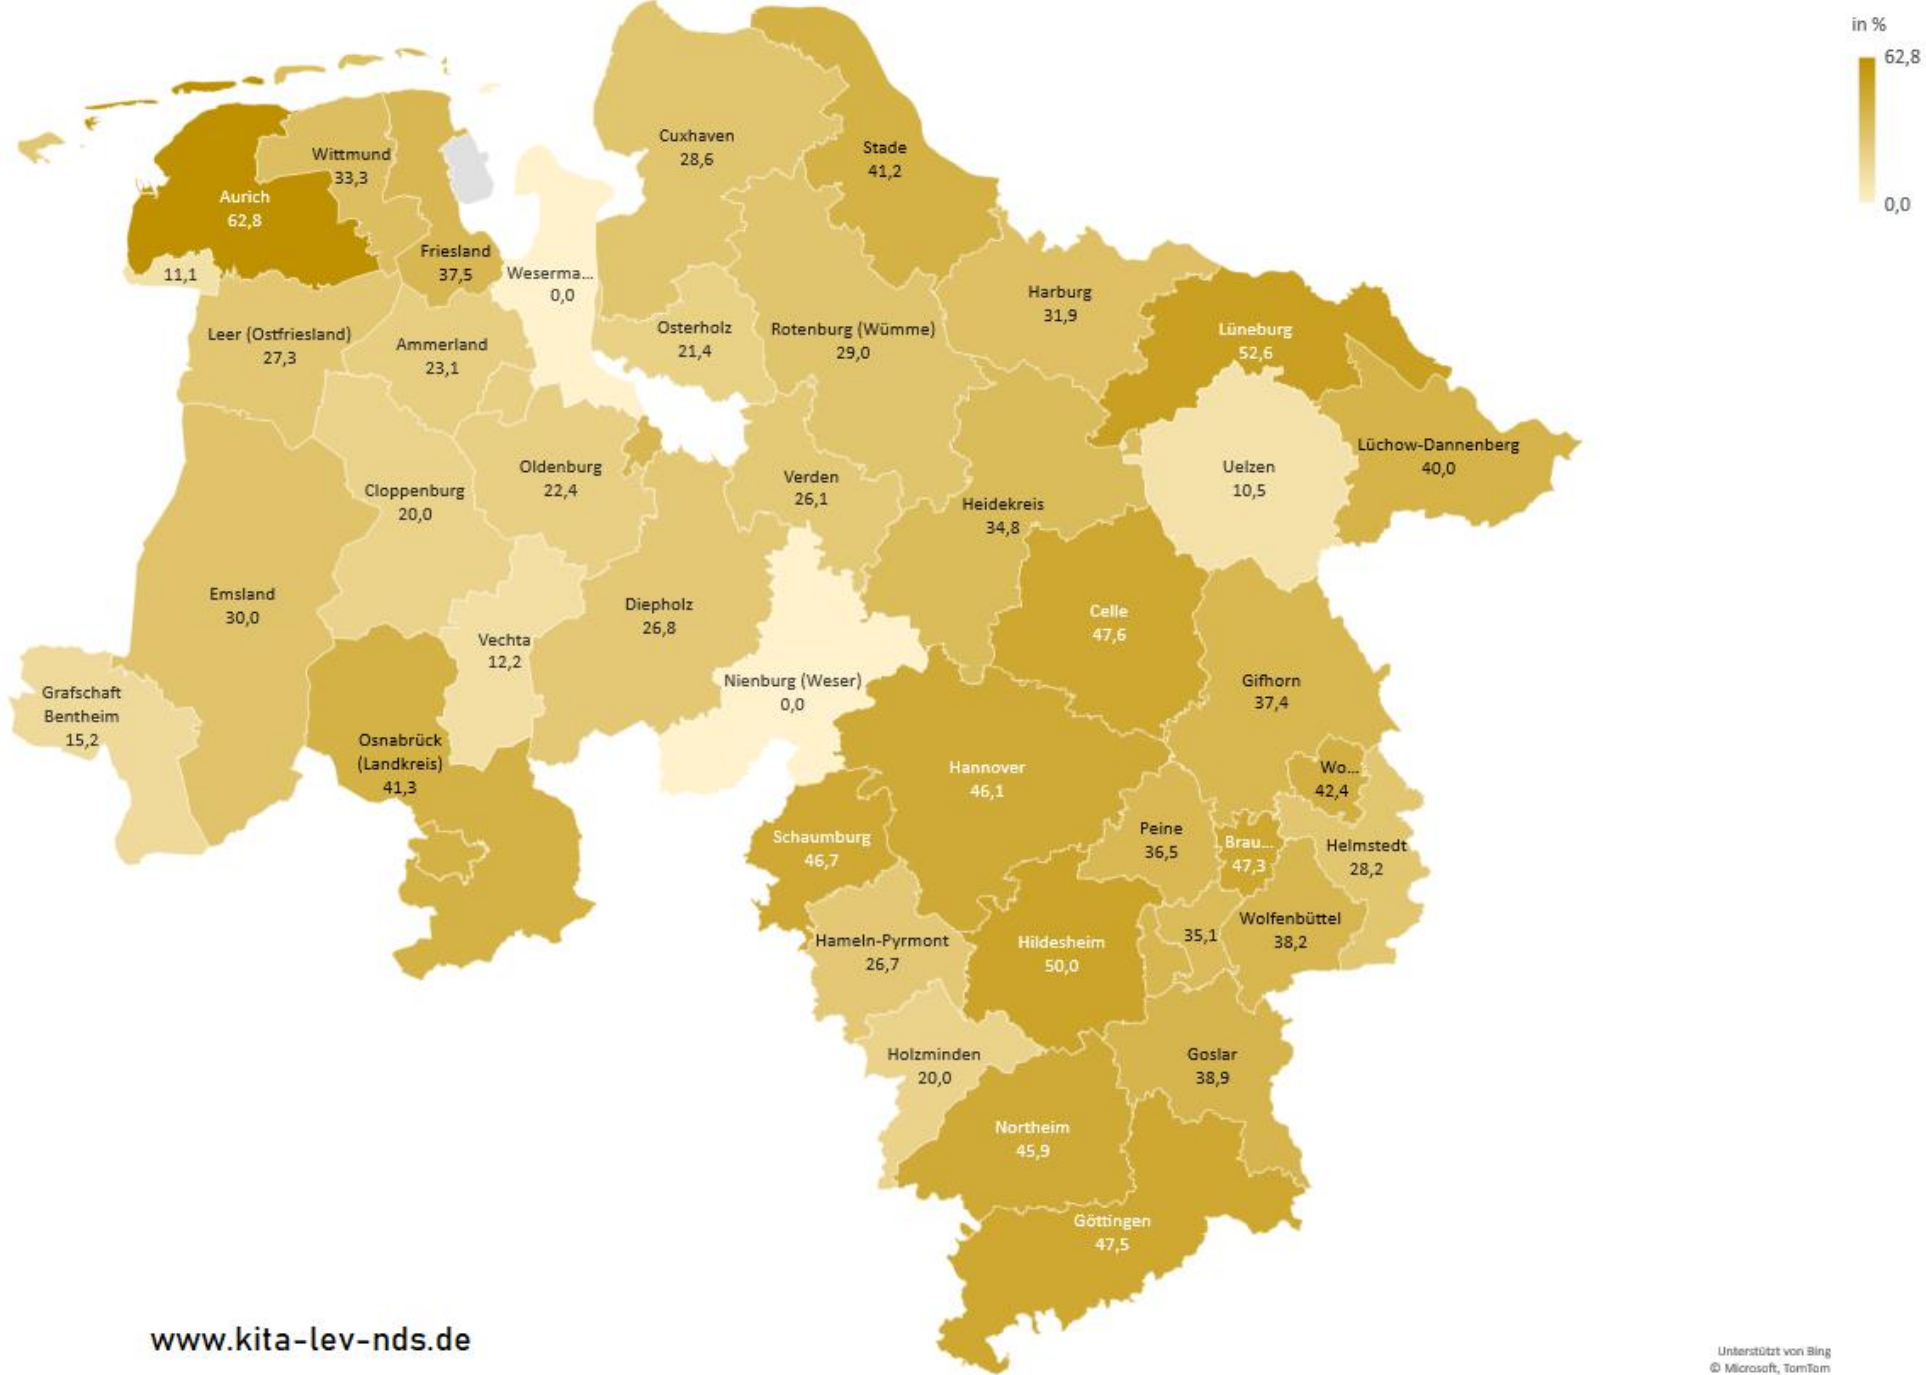 in %
62,8
0,0
Cuxhaven
28,6
Stade
41,2
Wittmund
33,3
Aurich
62,8
Friesland
37,5
11,1
Weserma...
0,0
Harburg
31,9
Leer (Ostfriesland)
27,3
Ammerland
23,1
Osterholz
21,4
Rotenburg (Wümme)
29,0
Lüneburg
52,6
Lüchow-Dannenberg
40,0
Cloppenburg
20,0
Oldenburg
22,4
Verden
26,1
Heidekreis
34,8
Uelzen
10,5
Emsland
30,0
Diepholz
26,8
Celle
47,6
Vechta
12,2
Nienburg (Weser)
0,0
Gifhorn
37,4
Grafschaft
Bentheim
15,2
Osnabrück
(Landkreis)
41,3
Hannover
46,1
Wo...
42,4
Schaumburg
46,7
Peine
36,5
Brau...
47,3
Helmstedt
28,2
Hameln-Pyrmont
26,7
Hildesheim
50,0
35,1
Wolfenbüttel
38,2
Holzminden
20,0
Goslar
38,9
Northeim
45,9
Göttingen
47,5
www.kita-lev-nds.de
Unterstützt von Bing
© Microsoft, TomTom